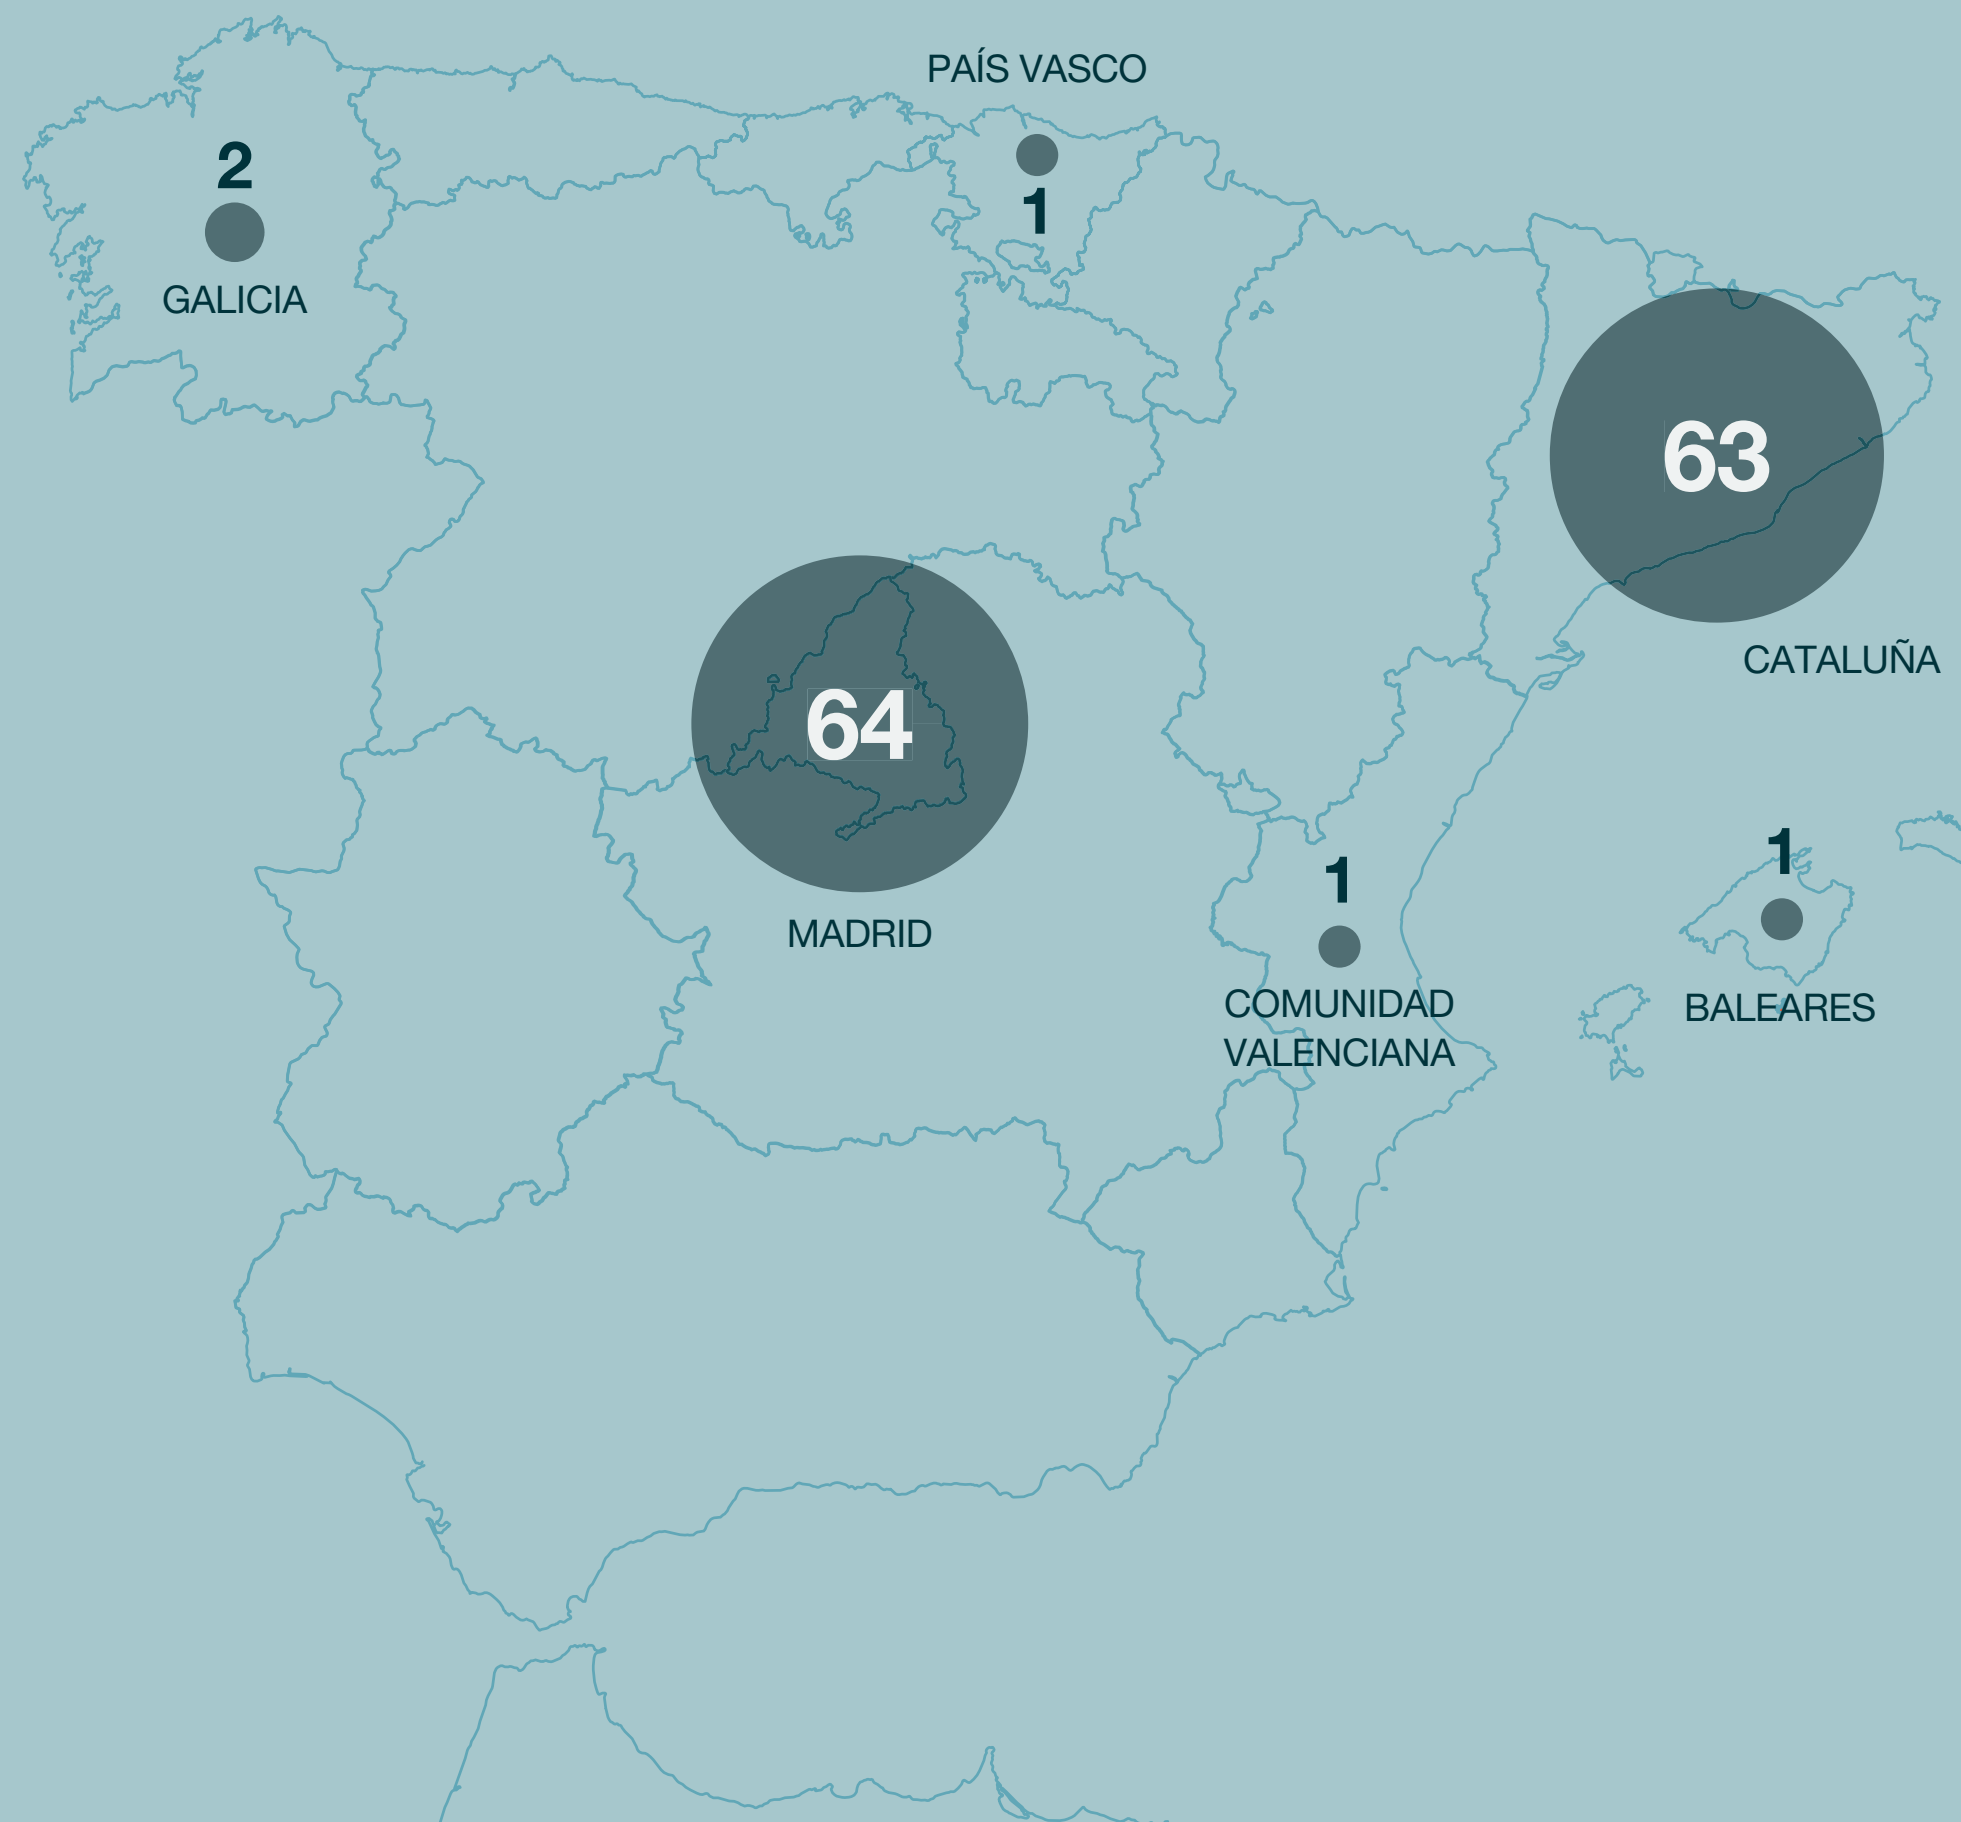 PAÍS VASCO
1
2
GALICIA
63
CATALUÑA
64
MADRID
1
COMUNIDAD
VALENCIANA
1
BALEARES